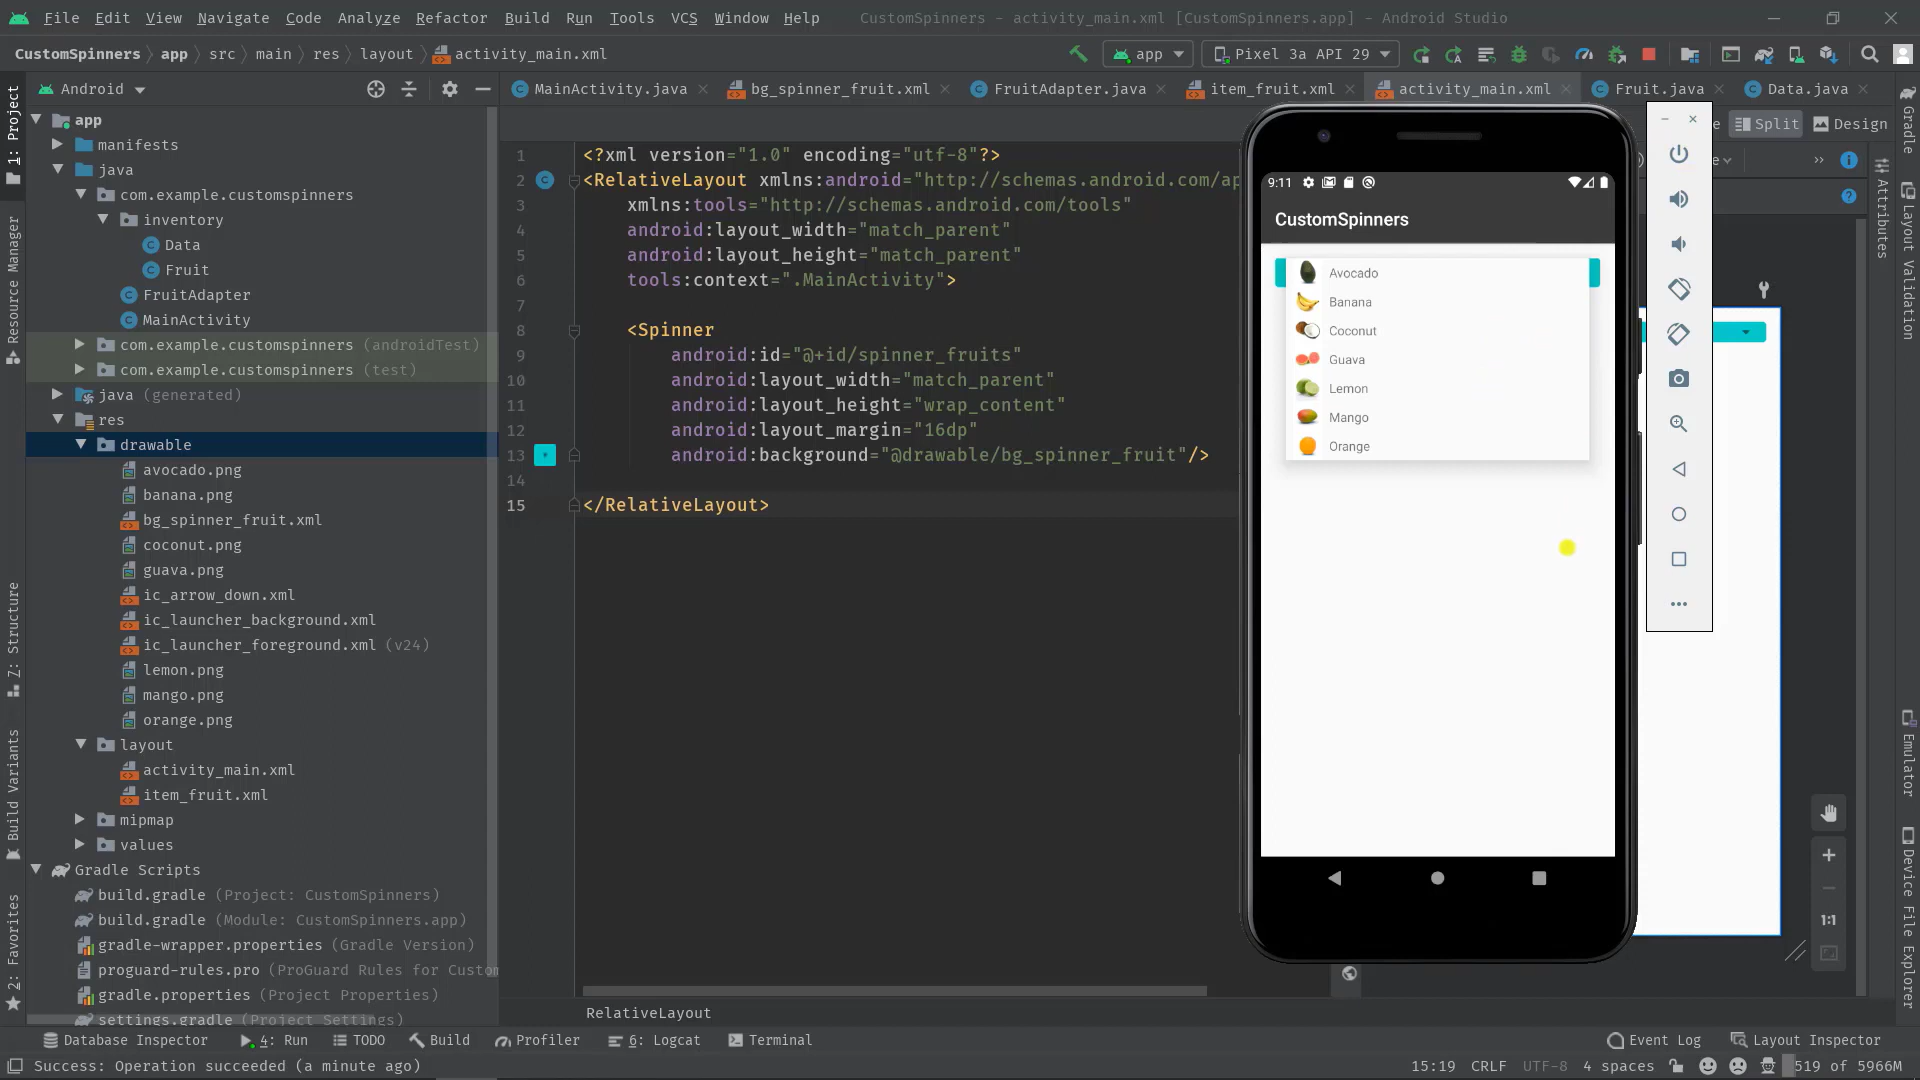 File Edit View Navigate Code Analyze Refactor Build Run Tools VCS Window Help CustomSpinners - activity_main.xml [CustomSpinners.app] - Android Studio
CustomSpinners app src main res layout activity_main.xml app Pixel 3a API 29
Android
MainActivity.java bg_spinner_fruit.xml FruitAdapter.java item_fruit.xml activity_main.xml Fruit.java Data.java
Split Design
1: Project
Resource Manager
Z: Structure
Build Variants
2: Favorites
app
manifests
java
com.example.customspinners
inventory
Data
Fruit
FruitAdapter
MainActivity
com.example.customspinners (androidTest)
com.example.customspinners (test)
java (generated)
res
drawable
avocado.png
banana.png
bg_spinner_fruit.xml
coconut.png
guava.png
ic_arrow_down.xml
ic_launcher_background.xml
ic_launcher_foreground.xml (v24)
lemon.png
mango.png
orange.png
layout
activity_main.xml
item_fruit.xml
mipmap
values
Gradle Scripts
build.gradle (Project: CustomSpinners)
build.gradle (Module: CustomSpinners.app)
gradle-wrapper.properties (Gradle Version)
proguard-rules.pro (ProGuard Rules for Custom
gradle.properties (Project Properties)
settings.gradle (Project Settings)
1 <?xml version="1.0" encoding="utf-8"?>
2 <RelativeLayout xmlns:android="http://schemas.android.com/ap
3 xmlns:tools="http://schemas.android.com/tools"
4 android:layout_width="match_parent"
5 android:layout_height="match_parent"
6 tools:context=".MainActivity">
7
8 <Spinner
9 android:id="@+id/spinner_fruits"
10 android:layout_width="match_parent"
11 android:layout_height="wrap_content"
12 android:layout_margin="16dp"
13 android:background="@drawable/bg_spinner_fruit"/>
14
15 </RelativeLayout>
RelativeLayout
9:11
CustomSpinners
Avocado
Banana
Coconut
Guava
Lemon
Mango
Orange
1:1
Gradle
Attributes
Layout Validation
Emulator
Device File Explorer
Database Inspector 4: Run TODO Build Profiler 6: Logcat Terminal Event Log Layout Inspector
Success: Operation succeeded (a minute ago) 15:19 CRLF UTF-8 4 spaces 519 of 5966M